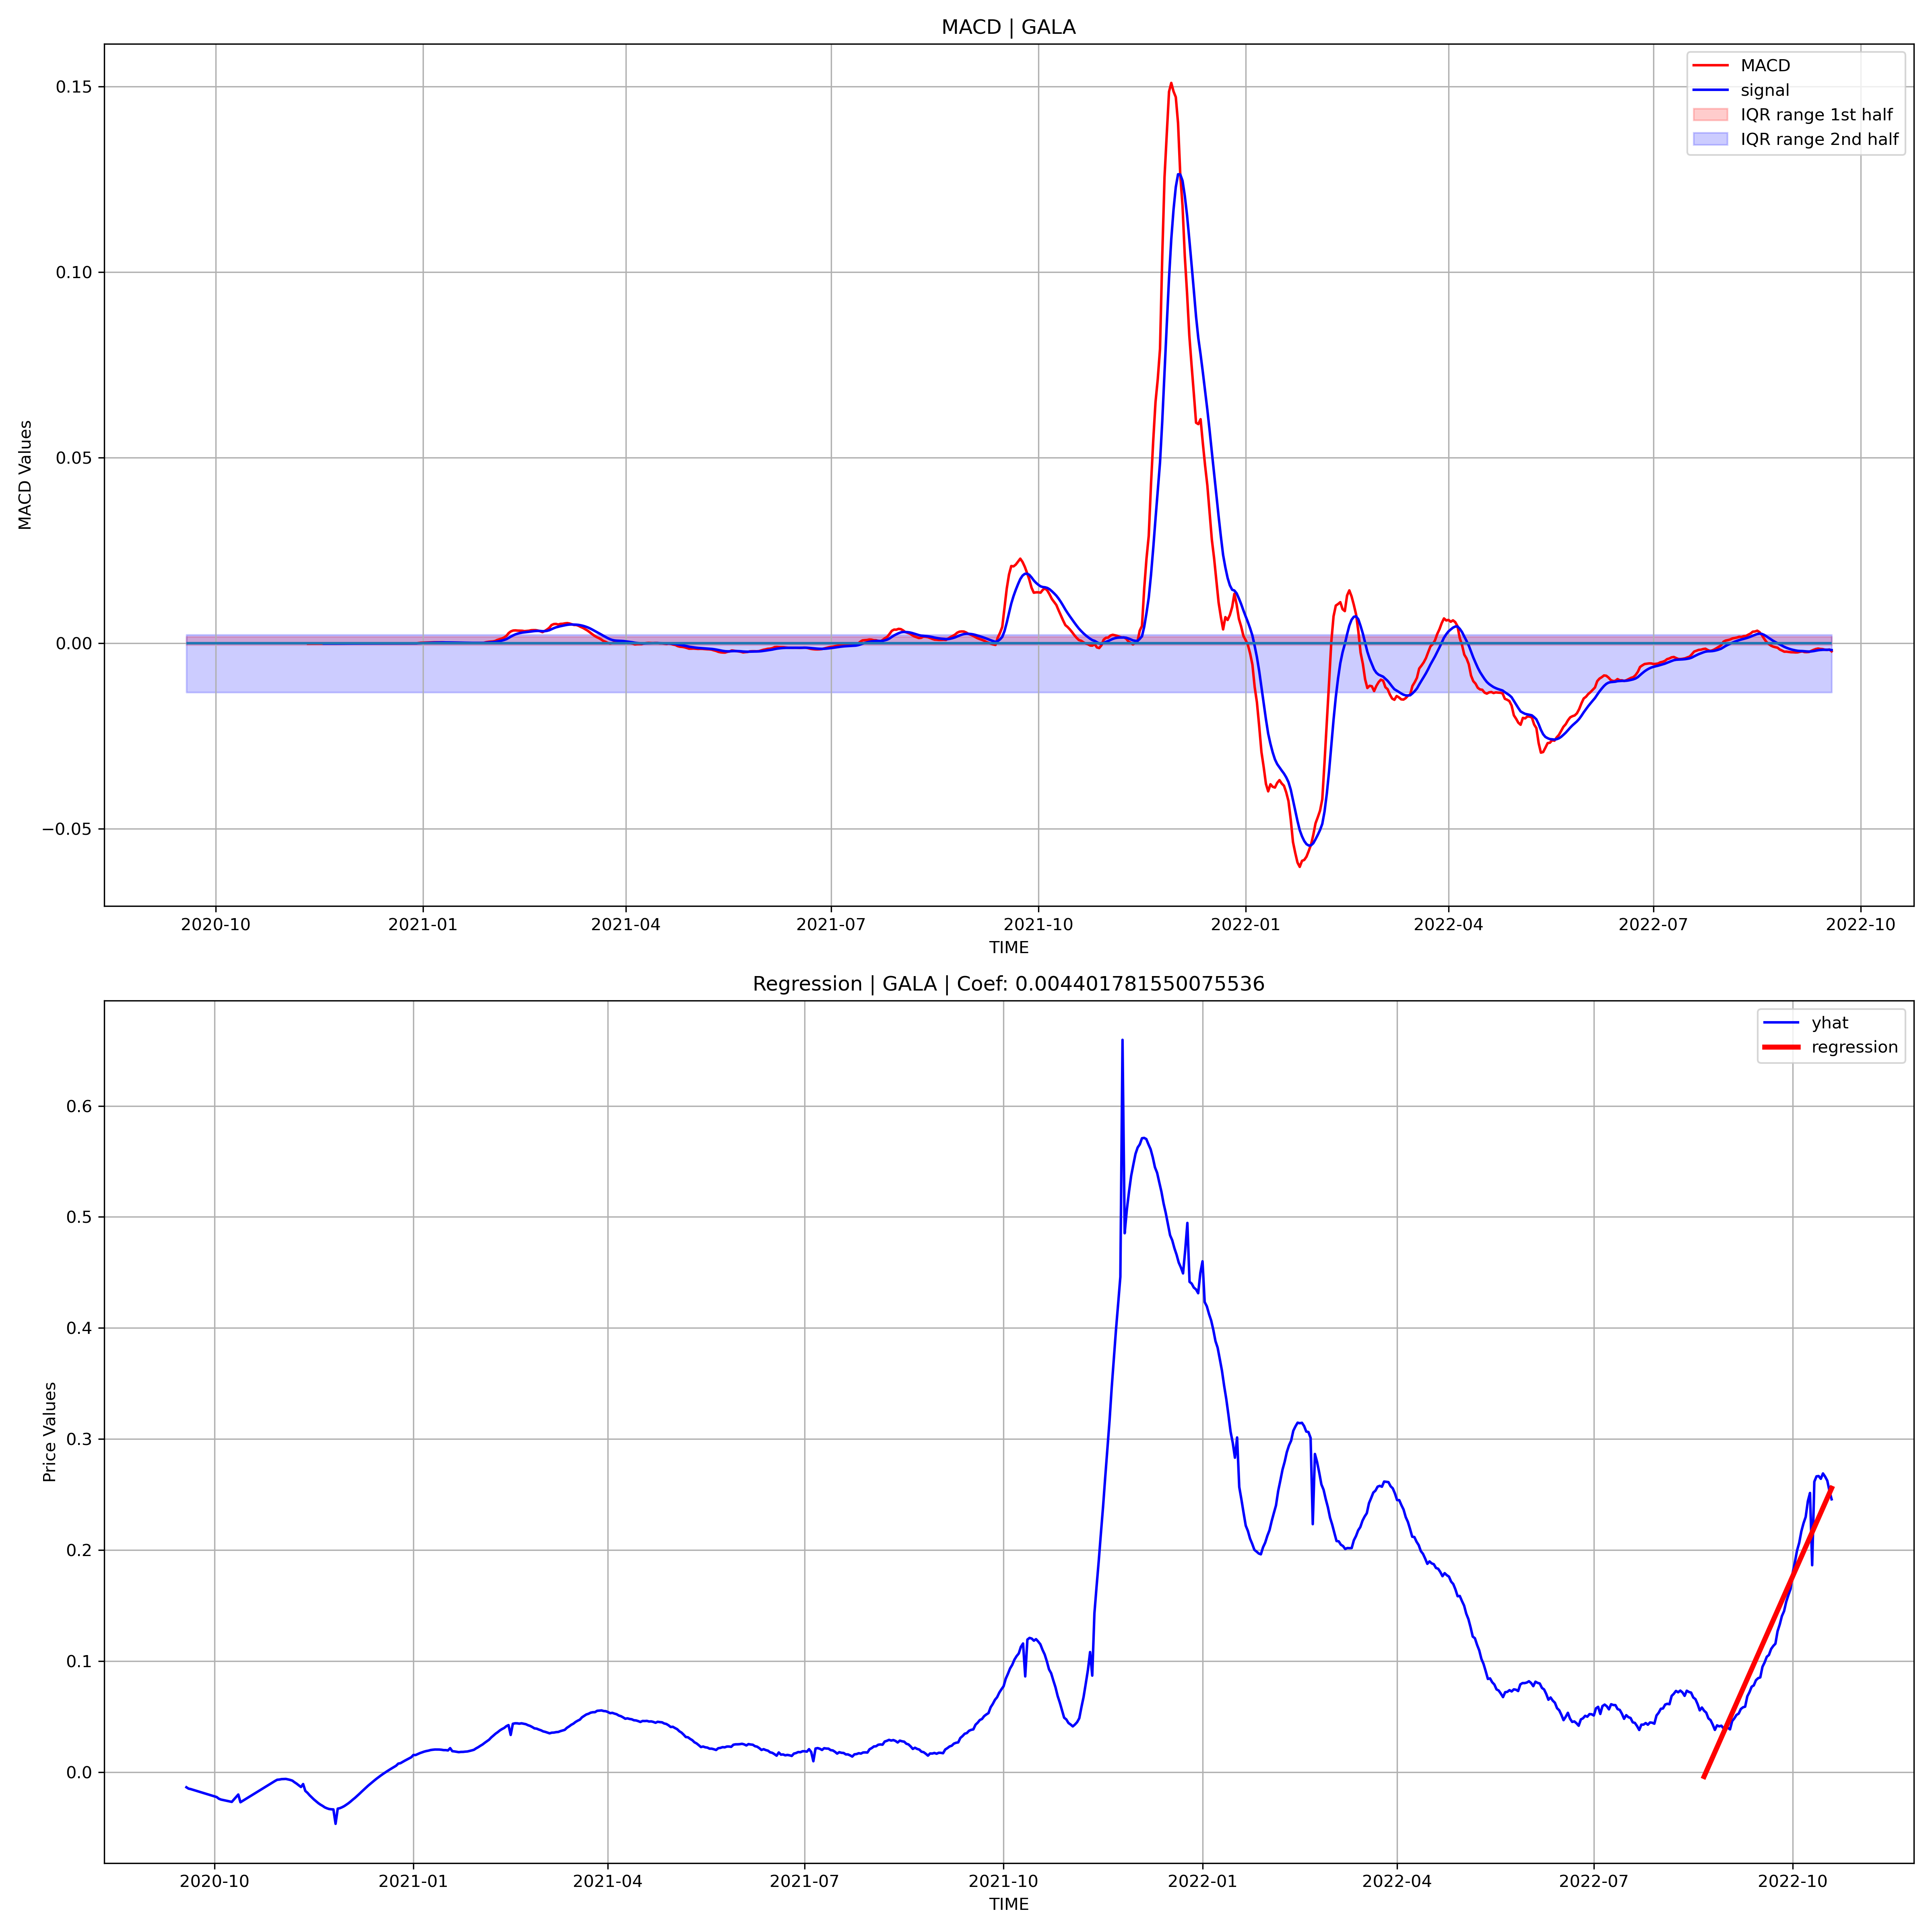 MACD | GALA
0.15
0.10
0.05
0.00
−0.05
MACD Values
MACD
signal
IQR range 1st half
IQR range 2nd half
2020-10 2021-01 2021-04 2021-07 2021-10 2022-01 2022-04 2022-07 2022-10
TIME
Regression | GALA | Coef: 0.004401781550075536
0.6
0.5
0.4
0.3
0.2
0.1
0.0
Price Values
yhat
regression
2020-10 2021-01 2021-04 2021-07 2021-10 2022-01 2022-04 2022-07 2022-10
TIME